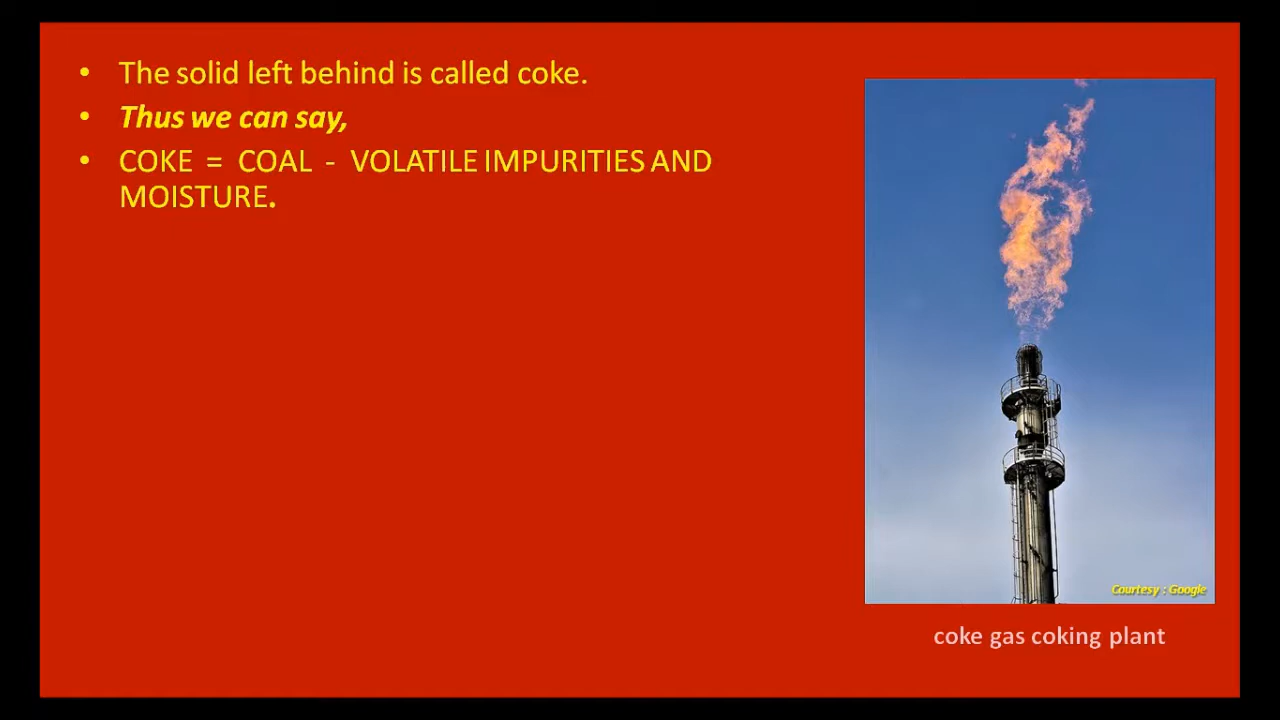 • The solid left behind is called coke.
• Thus we can say,
• COKE = COAL - VOLATILE IMPURITIES AND
MOISTURE.
Courtesy : Google
coke gas coking plant